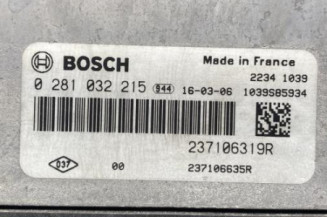 BOSCH
Made in France
2234 1039
0 281 032 215 944 16-03-06 1039S85934
237106319R
037 00 237106635R